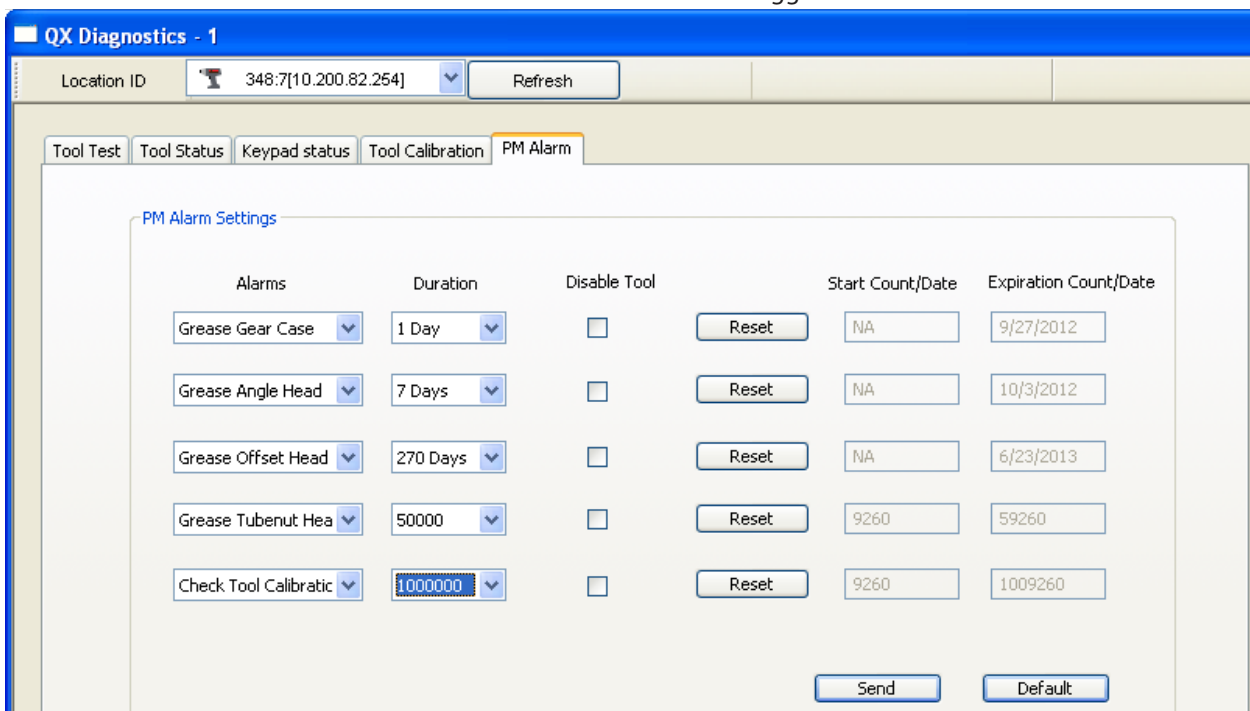 gg
QX Diagnostics - 1
Location ID 348:7[10.200.82.254] Refresh
Tool Test Tool Status Keypad status Tool Calibration PM Alarm
PM Alarm Settings
Alarms Duration Disable Tool Start Count/Date Expiration Count/Date
Grease Gear Case 1 Day Reset NA 9/27/2012
Grease Angle Head 7 Days Reset NA 10/3/2012
Grease Offset Head 270 Days Reset NA 6/23/2013
Grease Tubenut Hea 50000 Reset 9260 59260
Check Tool Calibratic 1000000 Reset 9260 1009260
Send Default